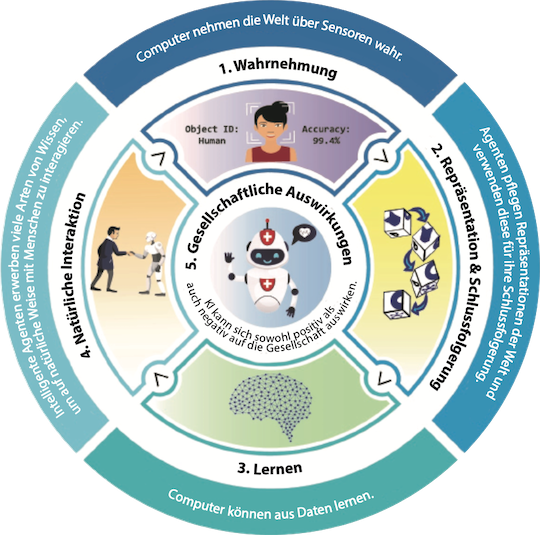 Computer nehmen die Welt über Sensoren wahr.
1. Wahrnehmung
Object ID:
Human
Accuracy:
99.4%
2. Repräsentation & Schlussfolgerung
Agenten pflegen Repräsentationen der Welt und
verwenden diese für ihre Schlussfolgerung.
3. Lernen
Computer können aus Daten lernen.
4. Natürliche Interaktion
Intelligente Agenten erwerben viele Arten von Wissen,
um auf natürliche Weise mit Menschen zu interagieren.
5. Gesellschaftliche Auswirkungen
KI kann sich sowohl positiv als
auch negativ auf die Gesellschaft auswirken.